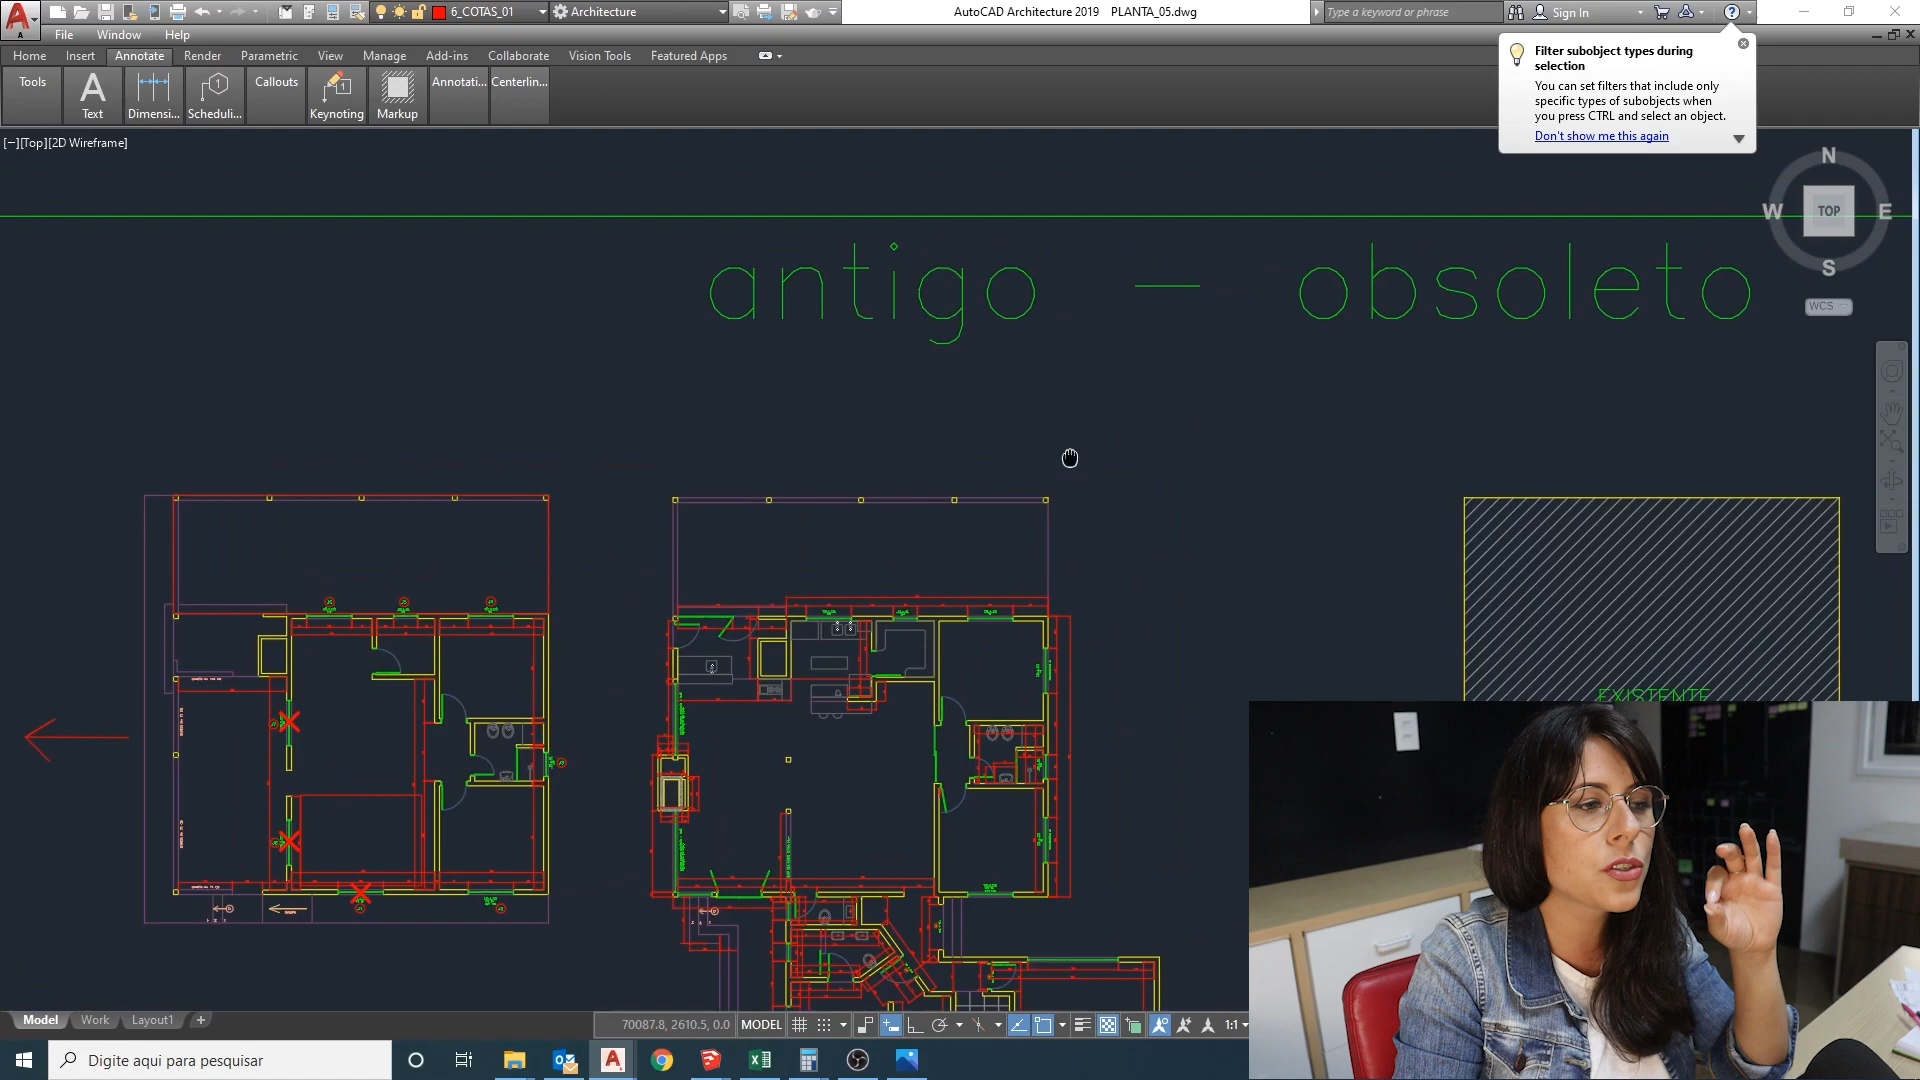 6_COTAS_01
Architecture
AutoCAD Architecture 2019 PLANTA_05.dwg
Type a keyword or phrase
Sign In
A
File Window Help
Home Insert Annotate Render Parametric View Manage Add-ins Collaborate Vision Tools Featured Apps
Tools
Text
Dimensi...
Scheduli...
Callouts
Keynoting
Markup
Annotati...
Centerlin...
Filter subobject types during
selection
You can set filters that include only
specific types of subobjects when
you press CTRL and select an object.
Don't show me this again
[−][Top][2D Wireframe]
N
W TOP E
S
WCS
antigo — obsoleto
EXISTENTE
Model Work Layout1 +
70087.8, 2610.5, 0.0 MODEL
1:1
Digite aqui para pesquisar